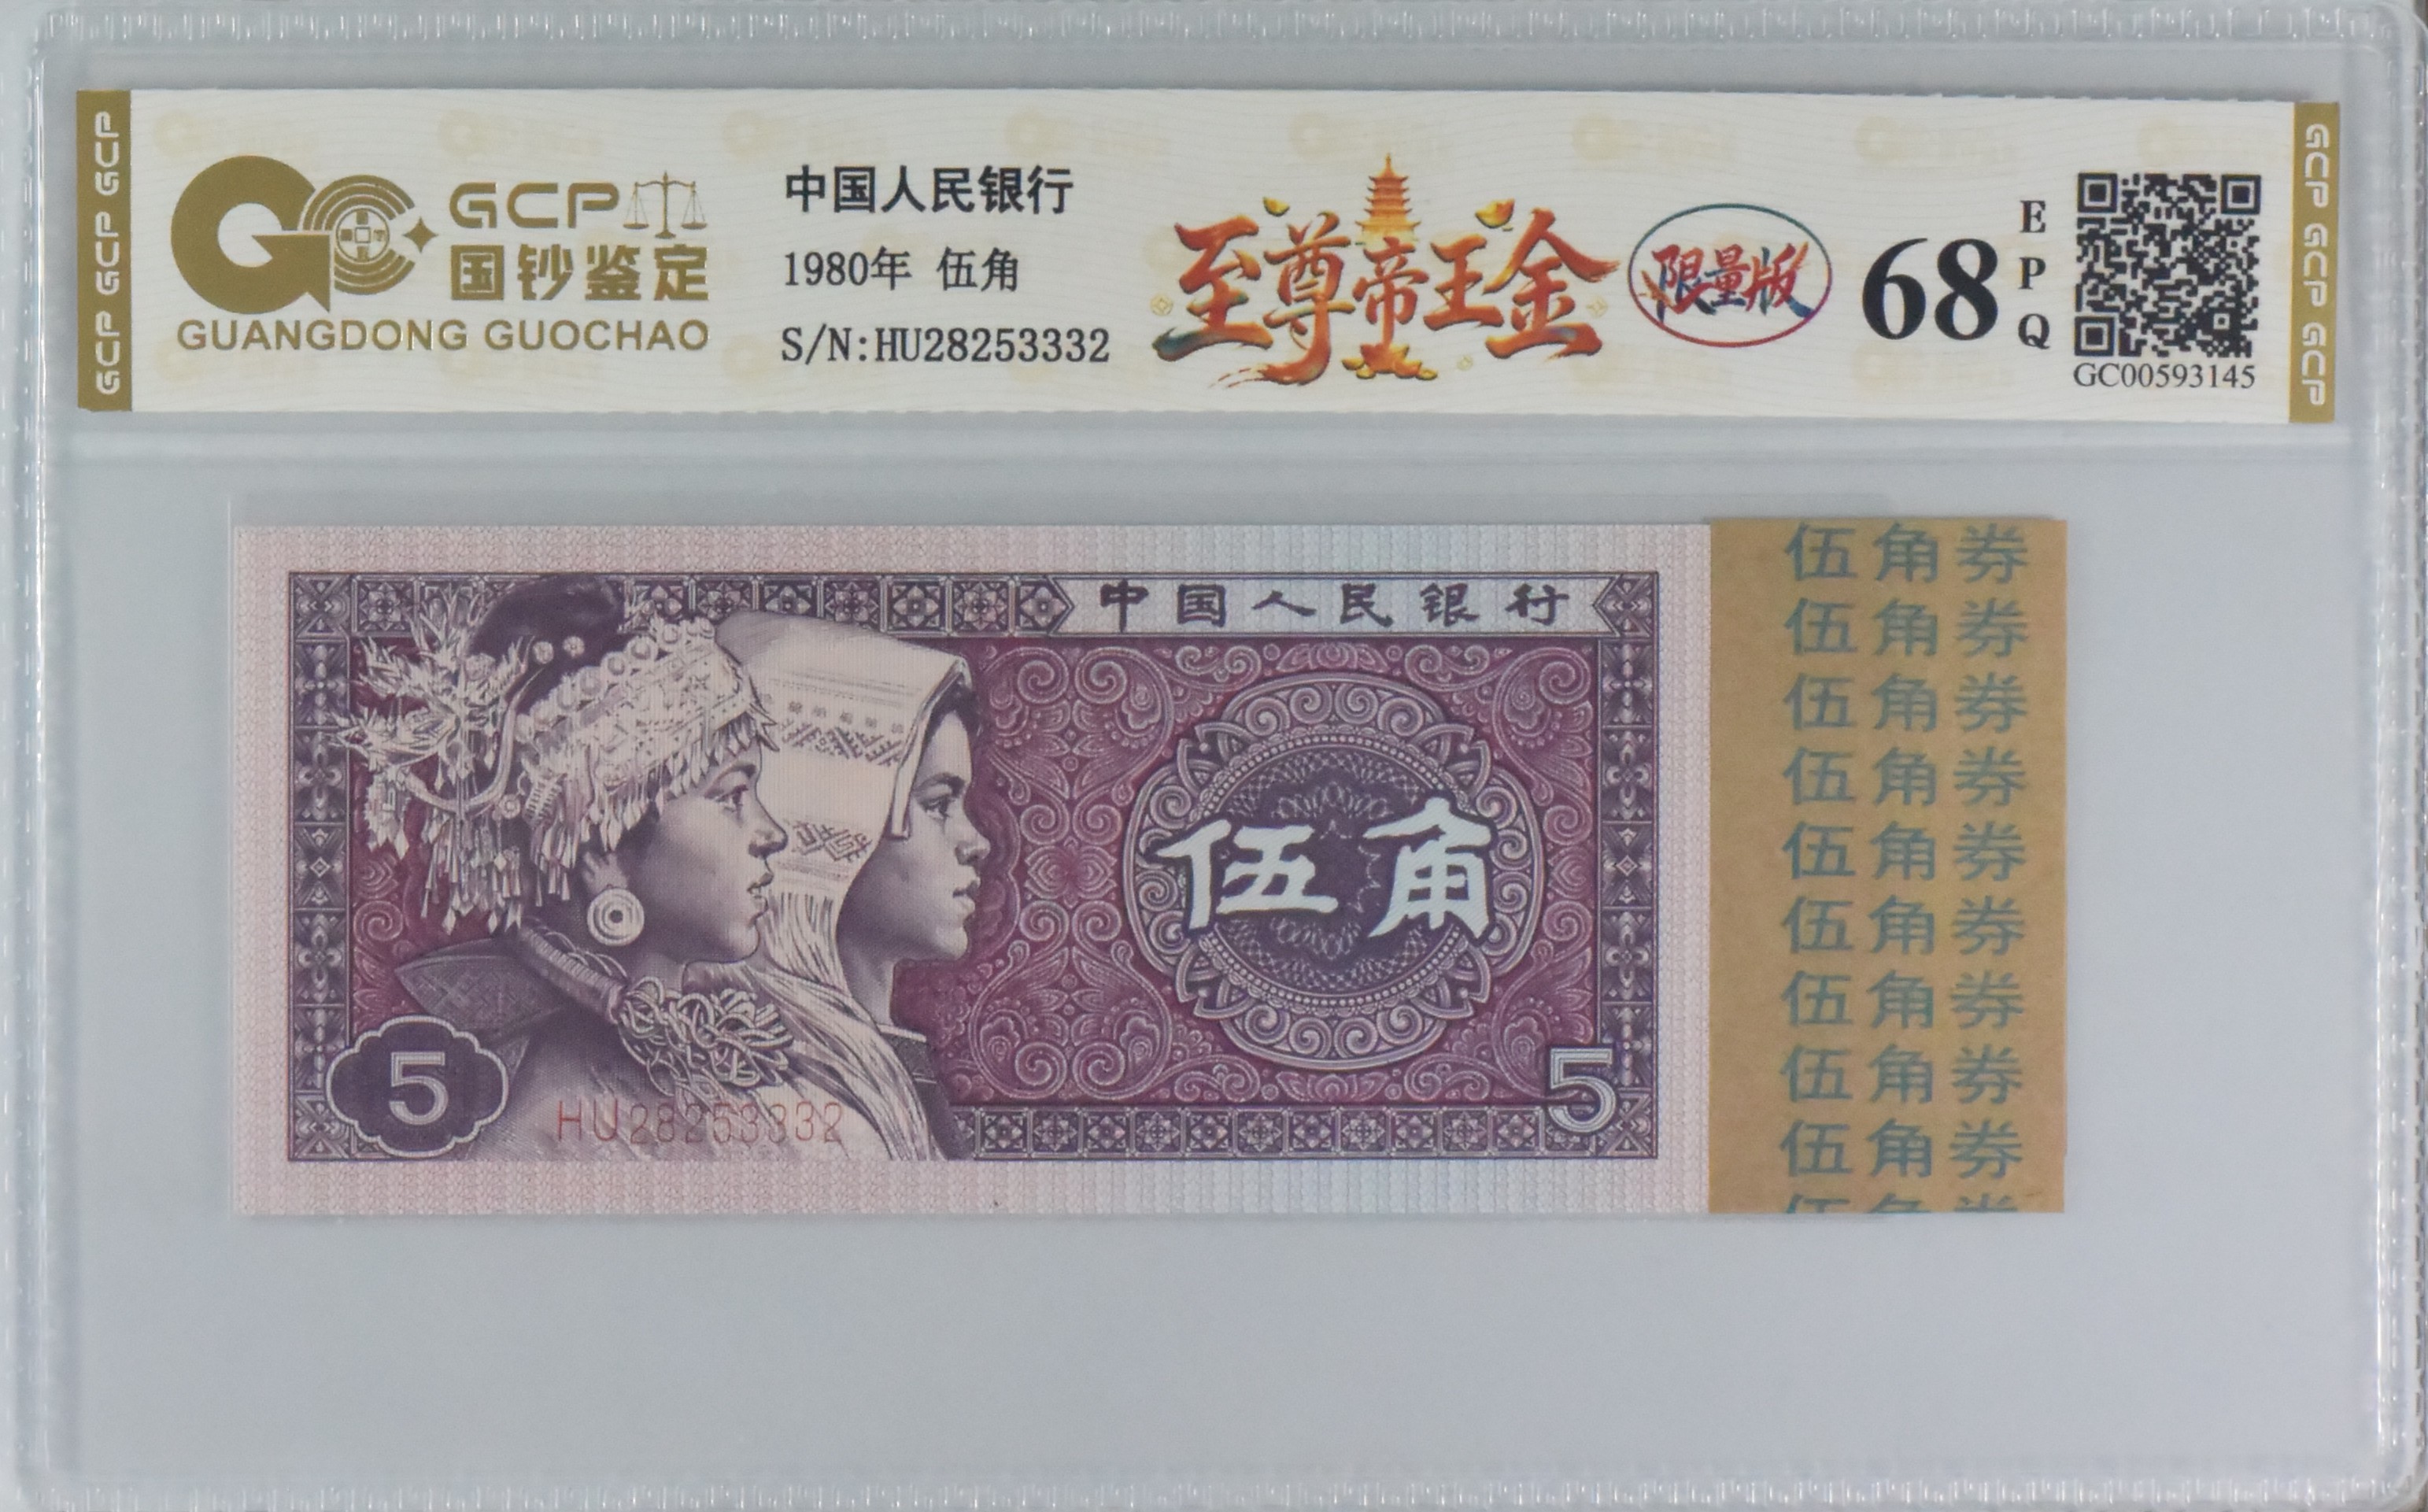 GCP GCP GCP
GCP
国钞鉴定
GUANGDONG GUOCHAO
中国人民银行
1980年 伍角
S/N:HU28253332
至尊帝王金
限量版
68
E
P
Q
GC00593145
GCP GCP GCP
中国人民银行
伍角
5
HU28253332
5
伍角券
伍角券
伍角券
伍角券
伍角券
伍角券
伍角券
伍角券
伍角券
伍角券